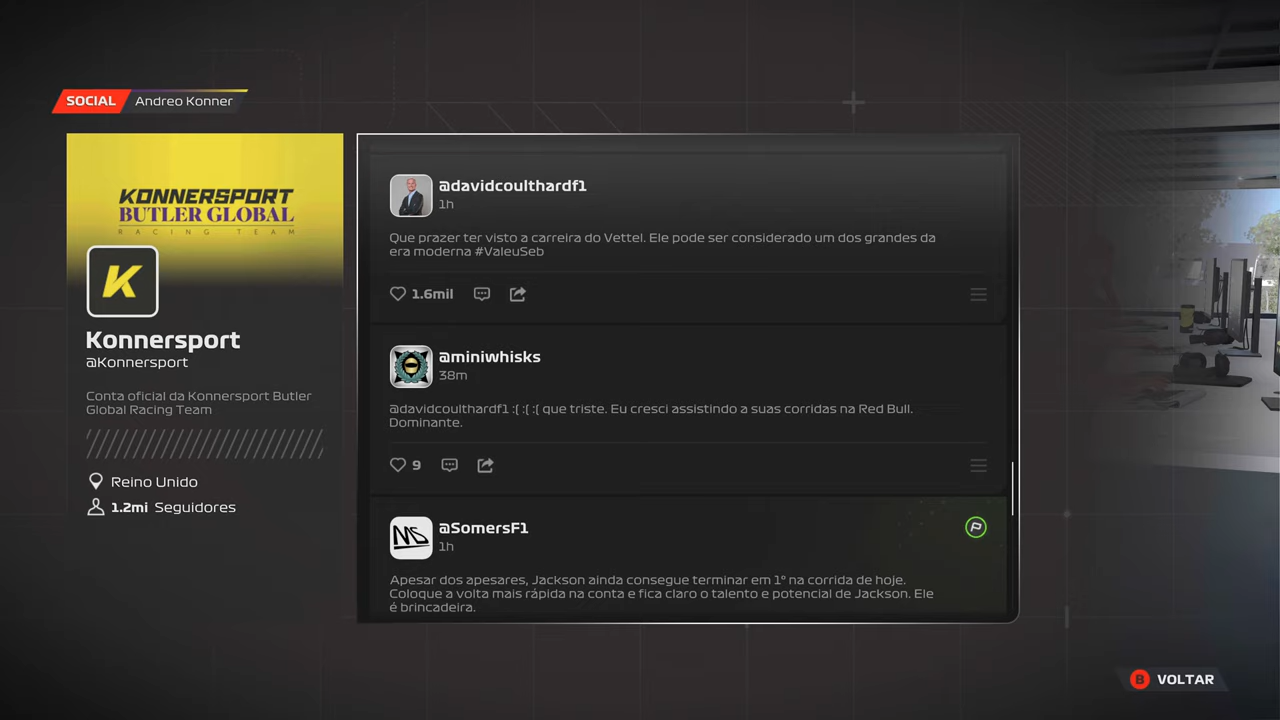 SOCIAL Andreo Konner
KONNERSPORT
BUTLER GLOBAL
RACING TEAM
K
Konnersport
@Konnersport
Conta oficial da Konnersport Butler
Global Racing Team
Reino Unido
1.2mi Seguidores
@davidcoulthardf1
1h
Que prazer ter visto a carreira do Vettel. Ele pode ser considerado um dos grandes da
era moderna #ValeuSeb
1.6mil
@miniwhisks
38m
@davidcoulthardf1 :( :( :( que triste. Eu cresci assistindo a suas corridas na Red Bull.
Dominante.
9
MS
@SomersF1
1h
Apesar dos apesares, Jackson ainda consegue terminar em 1º na corrida de hoje.
Coloque a volta mais rápida na conta e fica claro o talento e potencial de Jackson. Ele
é brincadeira.
B VOLTAR